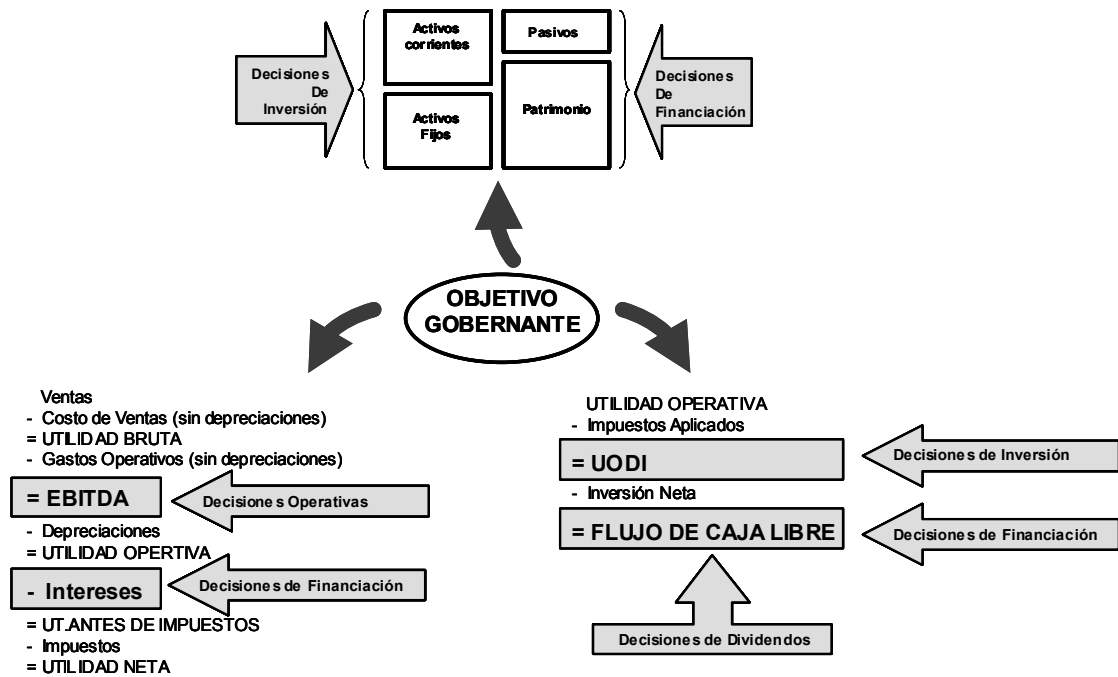 Activos
corrientes
Pasivos
Decisiones
De
Inversión
Activos
Fijos
Patrimonio
Decisiones
De
Financiación
OBJETIVO
GOBERNANTE
Ventas
- Costo de Ventas (sin depreciaciones)
= UTILIDAD BRUTA
- Gastos Operativos (sin depreciaciones)
= EBITDA
Decisiones Operativas
- Depreciaciones
= UTILIDAD OPERTIVA
- Intereses
Decisiones de Financiación
= UT.ANTES DE IMPUESTOS
- Impuestos
= UTILIDAD NETA
UTILIDAD OPERATIVA
- Impuestos Aplicados
= UODI
Decisiones de Inversión
- Inversión Neta
= FLUJO DE CAJA LIBRE
Decisiones de Financiación
Decisiones de Dividendos